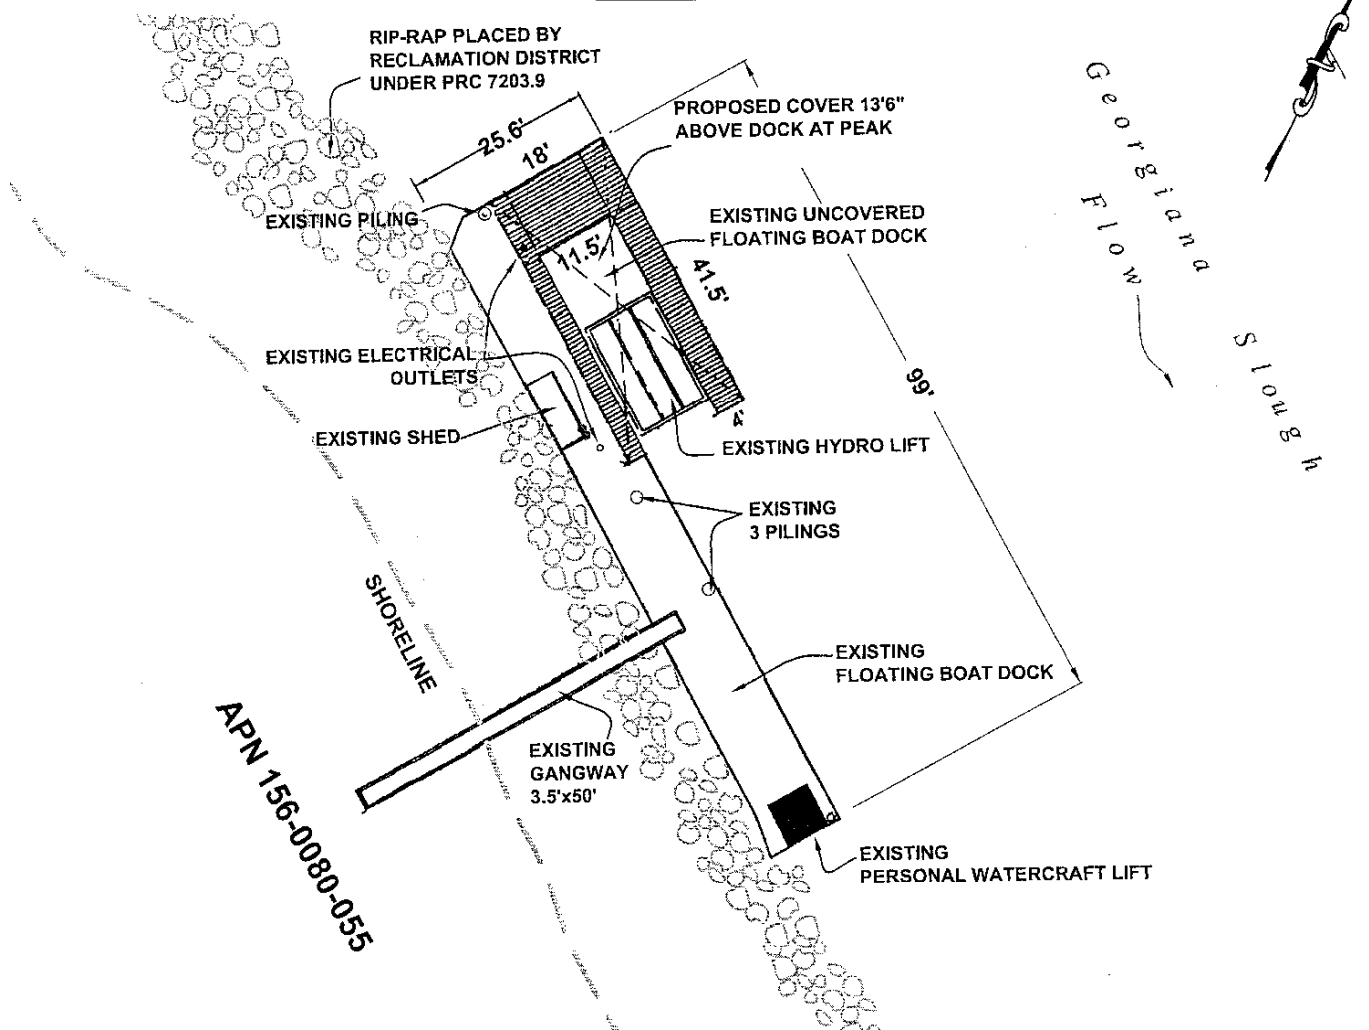 RIP-RAP PLACED BY
RECLAMATION DISTRICT
UNDER PRC 7203.9
PROPOSED COVER 13'6"
ABOVE DOCK AT PEAK
25.6'
18'
EXISTING PILING
EXISTING UNCOVERED
FLOATING BOAT DOCK
11.5'
41.5'
Georgiana Slough
Flow
EXISTING ELECTRICAL
OUTLETS
99'
4'
EXISTING SHED
EXISTING HYDRO LIFT
EXISTING
3 PILINGS
SHORELINE
EXISTING
FLOATING BOAT DOCK
APN 156-0080-055
EXISTING
GANGWAY
3.5'x50'
EXISTING
PERSONAL WATERCRAFT LIFT